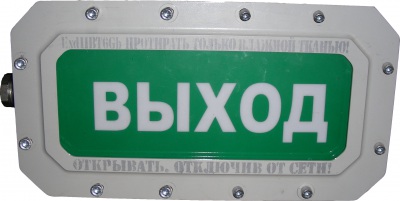 ПРОТИРАТЬ ТОЛЬКО ВЛАЖНОЙ ТКАНЬЮ!
ВЫХОД
ОТКРЫВАТЬ, ОТКЛЮЧИВ ОТ СЕТИ!